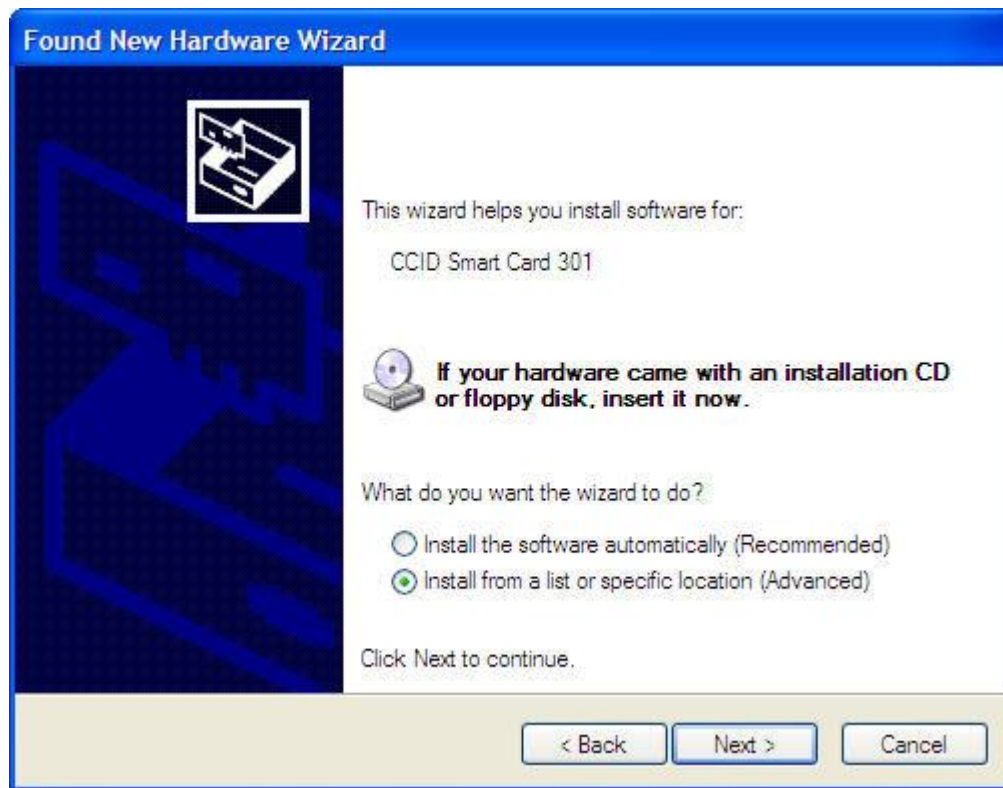 Found New Hardware Wizard
This wizard helps you install software for:
CCID Smart Card 301
If your hardware came with an installation CD
or floppy disk, insert it now.
What do you want the wizard to do?
Install the software automatically (Recommended)
Install from a list or specific location (Advanced)
Click Next to continue.
< Back Next > Cancel